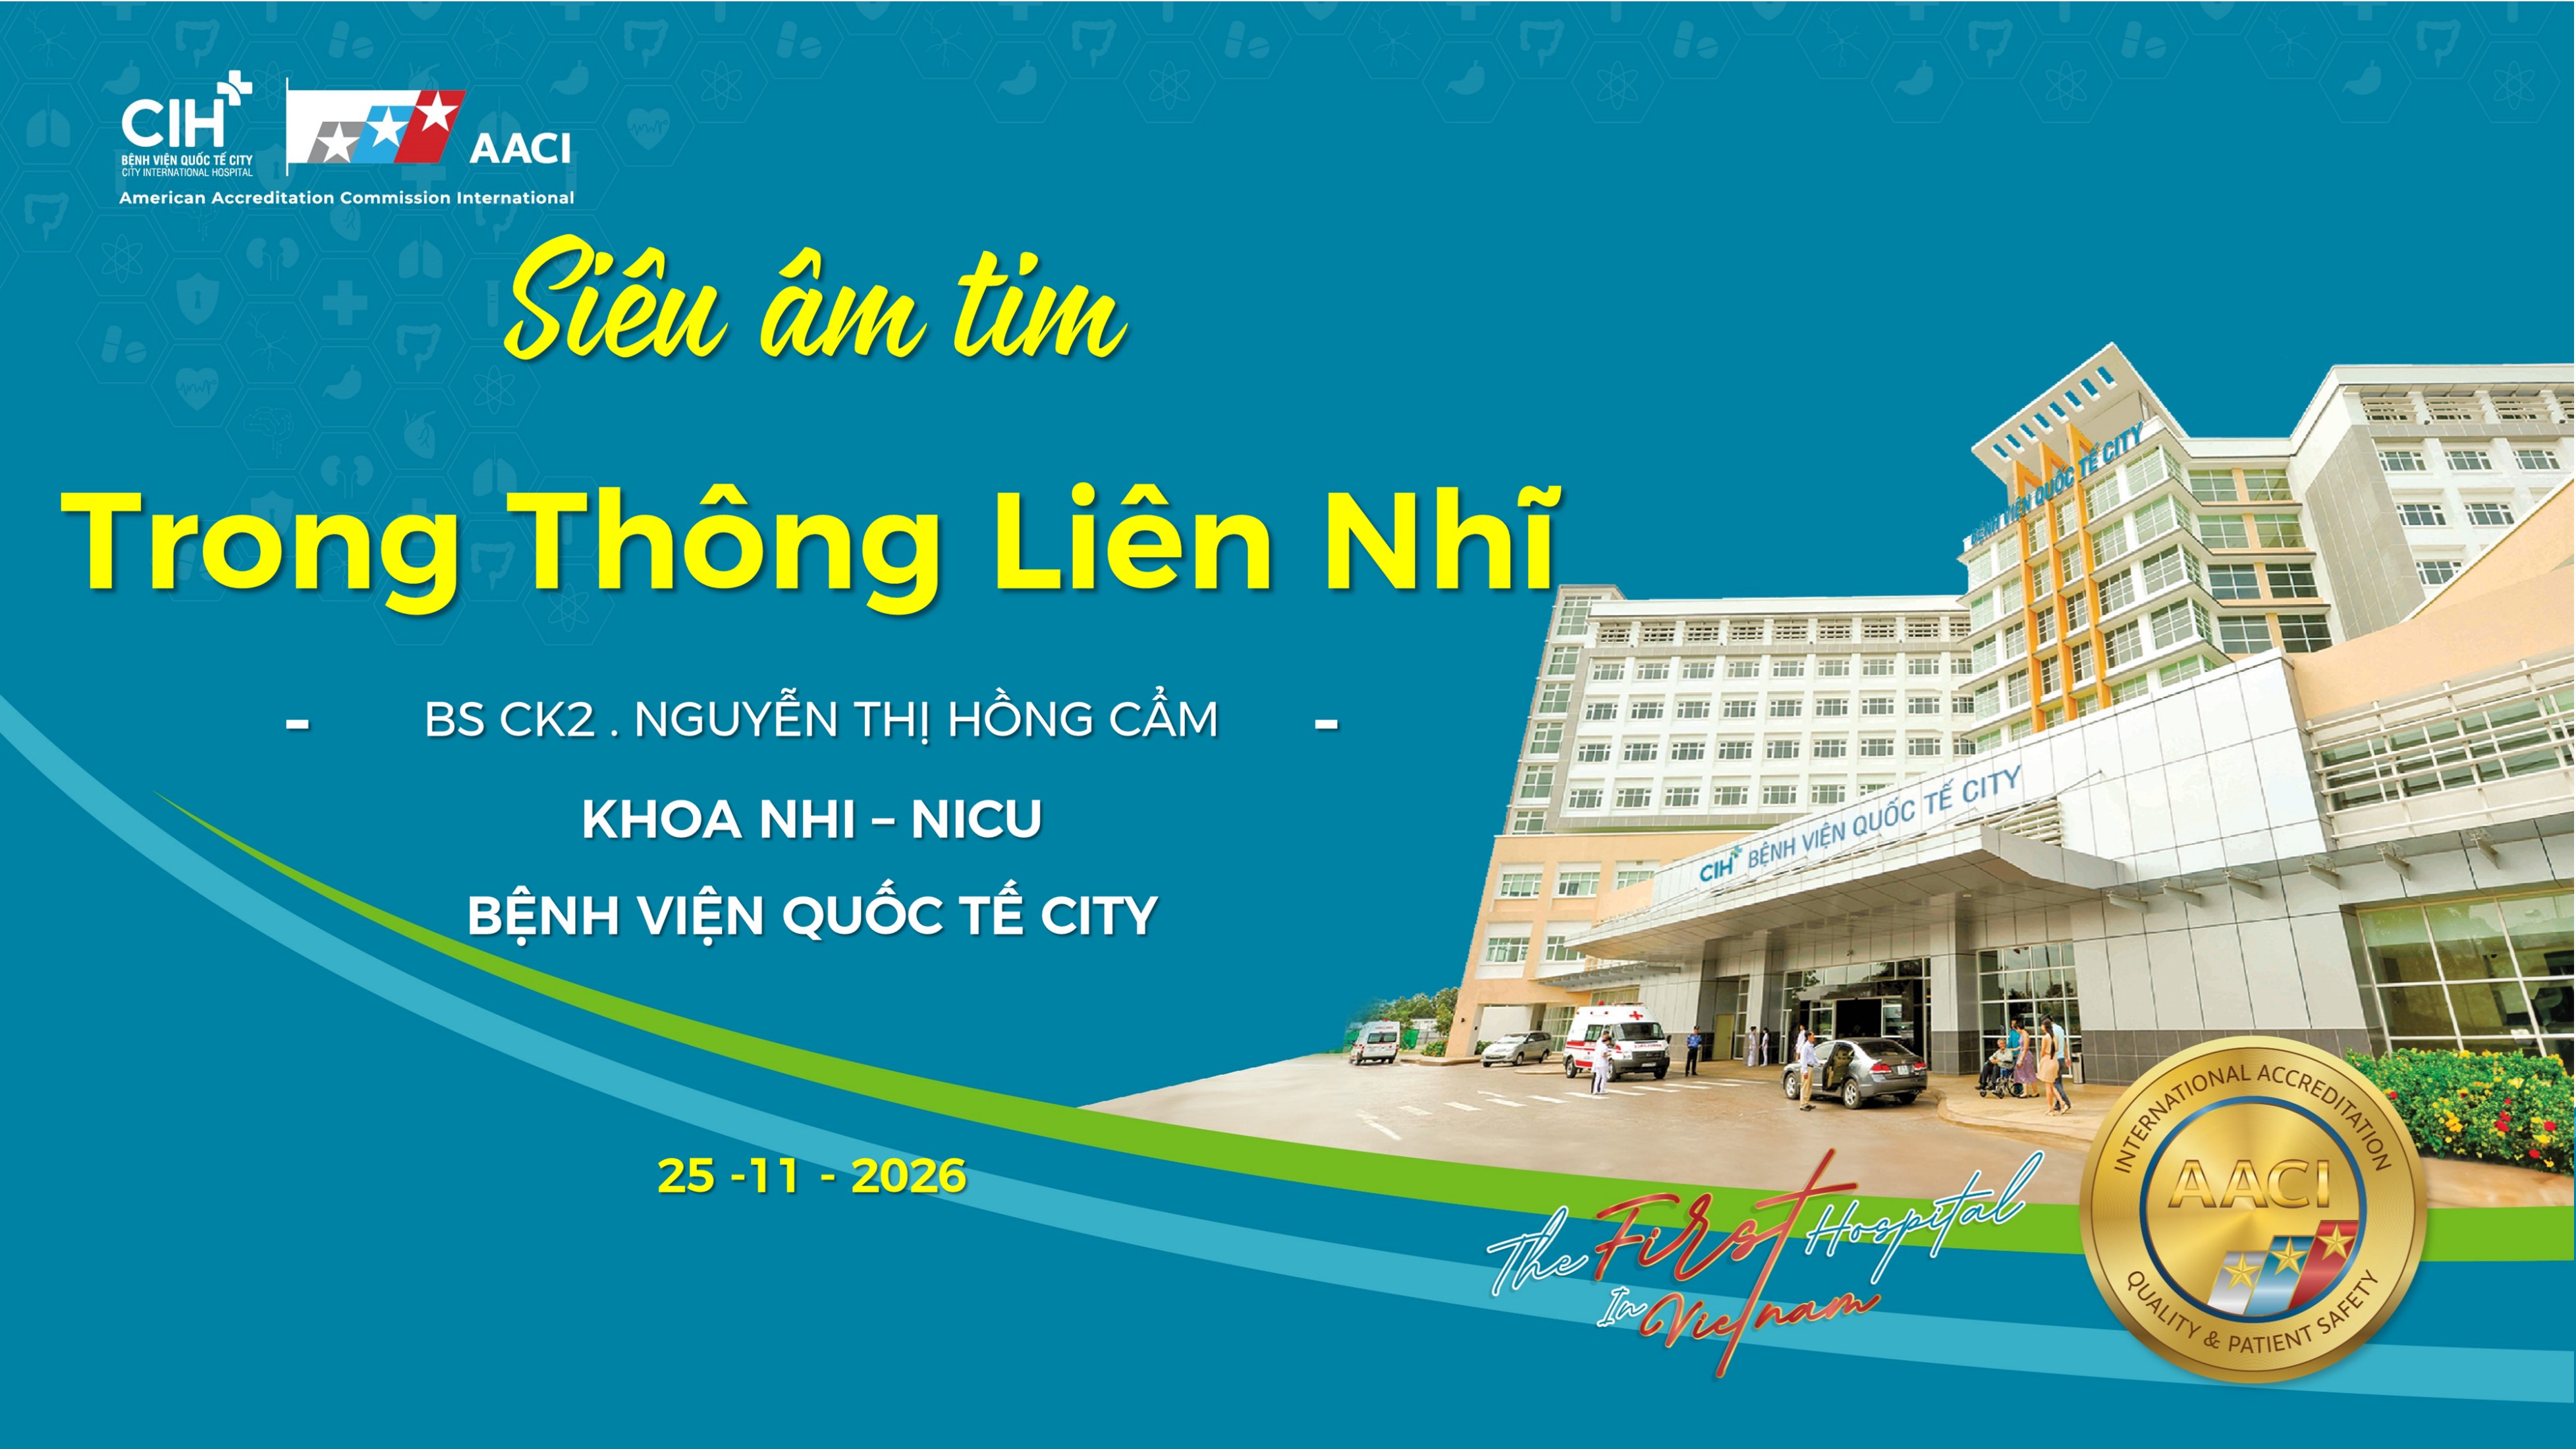 CIH
BỆNH VIỆN QUỐC TẾ CITY
CITY INTERNATIONAL HOSPITAL
AACI
American Accreditation Commission International
Siêu âm tim
Trong Thông Liên Nhĩ
- BS CK2 . NGUYỄN THỊ HỒNG CẨM -
KHOA NHI – NICU
BỆNH VIỆN QUỐC TẾ CITY
25 -11 - 2026
BỆNH VIỆN QUỐC TẾ CITY
CIH BỆNH VIỆN QUỐC TẾ CITY
The First Hospital
In Vietnam
INTERNATIONAL ACCREDITATION
AACI
QUALITY & PATIENT SAFETY